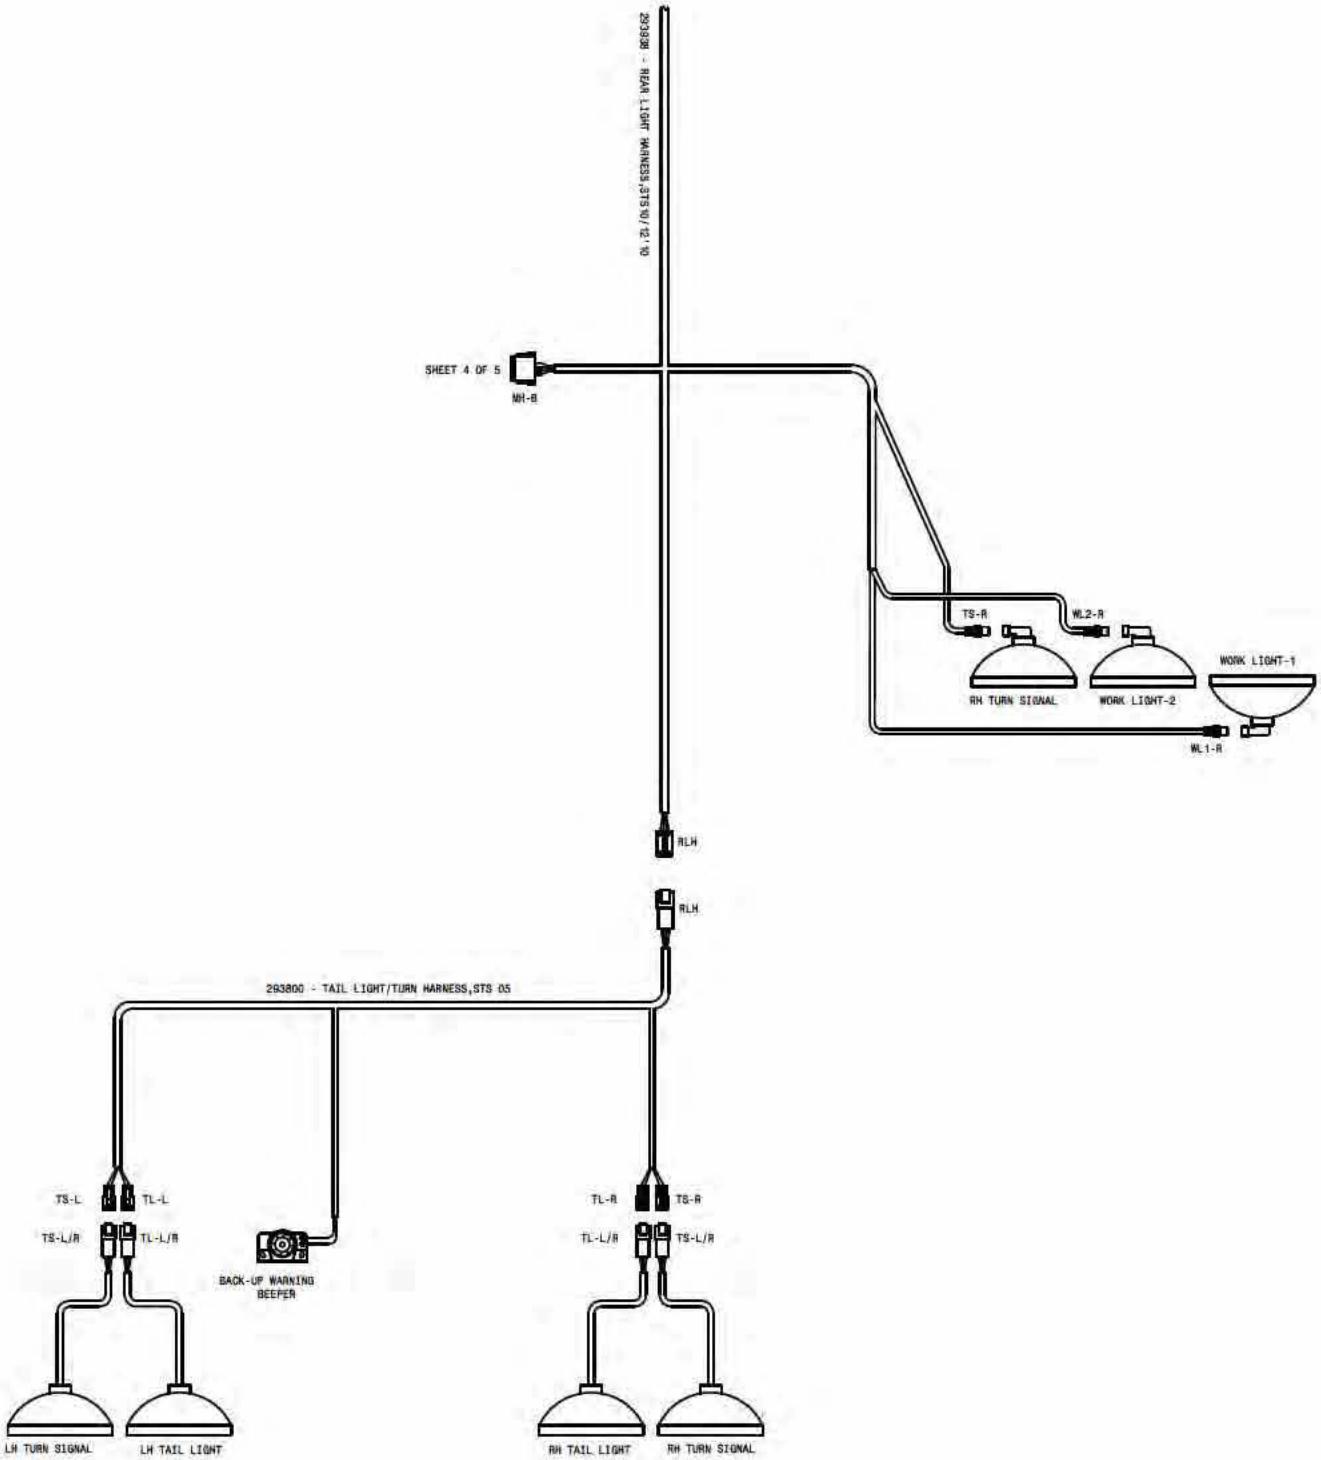 293938 - REAR LIGHT HARNESS,STS 10/12'10
SHEET 4 OF 5
MH-B
TS-R
WL2-R
WORK LIGHT-1
RH TURN SIGNAL
WORK LIGHT-2
WL1-R
RLH
RLH
293800 - TAIL LIGHT/TURN HARNESS,STS 05
TS-L
TL-L
TL-R
TS-R
TS-L/R
TL-L/R
TL-L/R
TS-L/R
BACK-UP WARNING
BEEPER
LH TURN SIGNAL
LH TAIL LIGHT
RH TAIL LIGHT
RH TURN SIGNAL